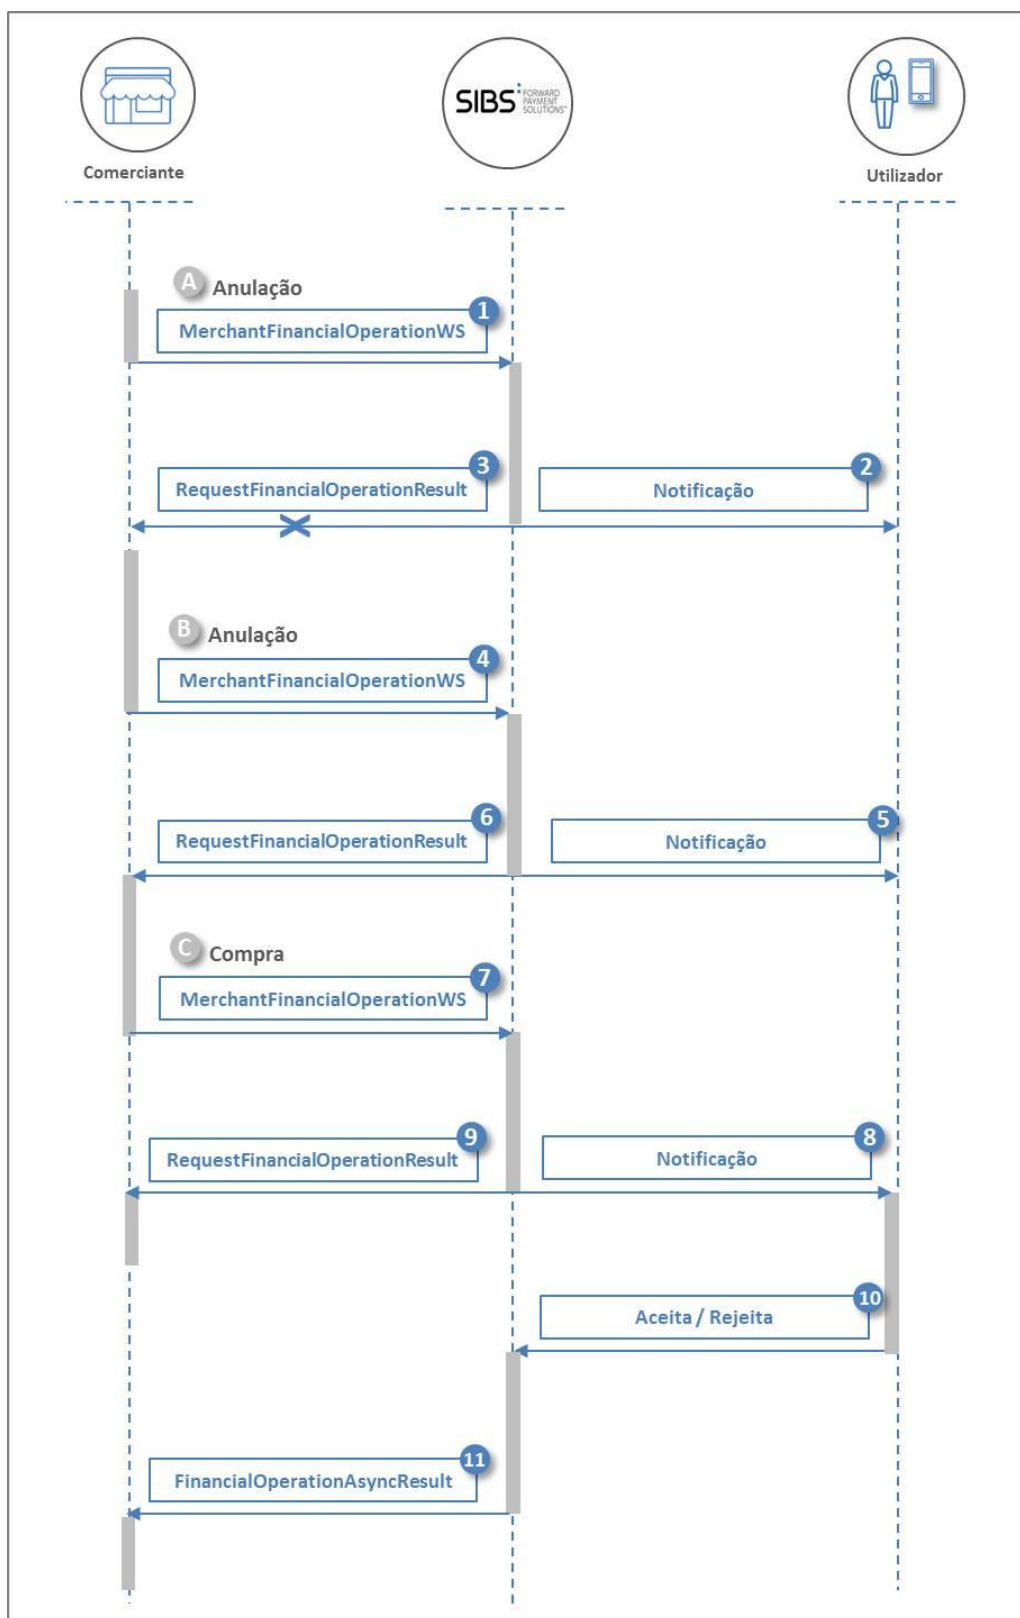 SIBS FORWARD
PAYMENT
SOLUTIONS™
Comerciante
Utilizador
A Anulação
1
MerchantFinancialOperationWS
3
RequestFinancialOperationResult
2
Notificação
B Anulação
4
MerchantFinancialOperationWS
6
RequestFinancialOperationResult
5
Notificação
C Compra
7
MerchantFinancialOperationWS
9
RequestFinancialOperationResult
8
Notificação
10
Aceita / Rejeita
11
FinancialOperationAsyncResult